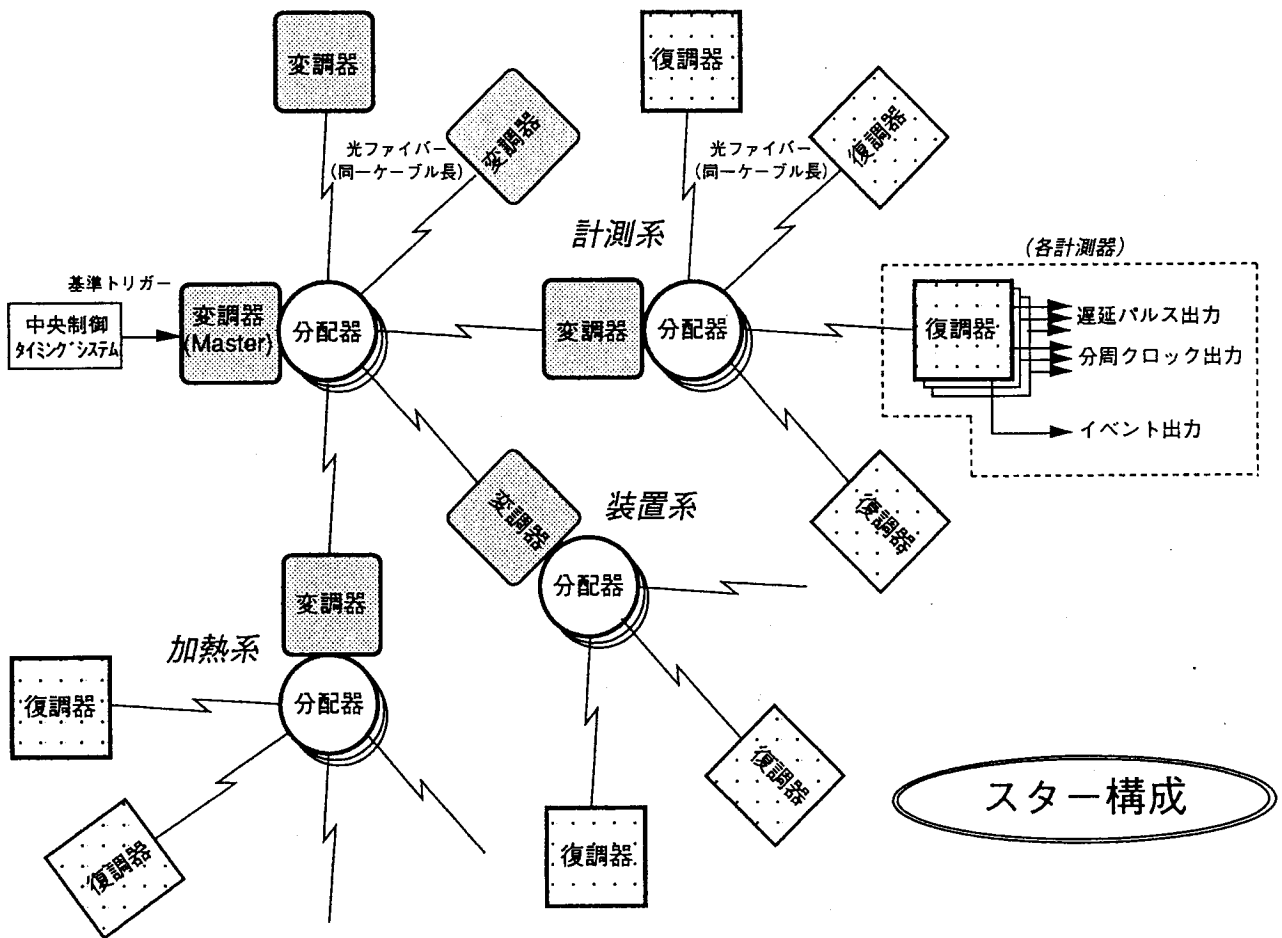 変調器
変調器
光ファイバー
(同一ケーブル長)
復調器
復調器
光ファイバー
(同一ケーブル長)
計測系
基準トリガー
中央制御
タイミングシステム
変調器
(Master)
分配器
変調器
分配器
(各計測器)
復調器
遅延パルス出力
分周クロック出力
イベント出力
変調器
装置系
分配器
復調器
加熱系
変調器
分配器
復調器
復調器
復調器
復調器
スター構成